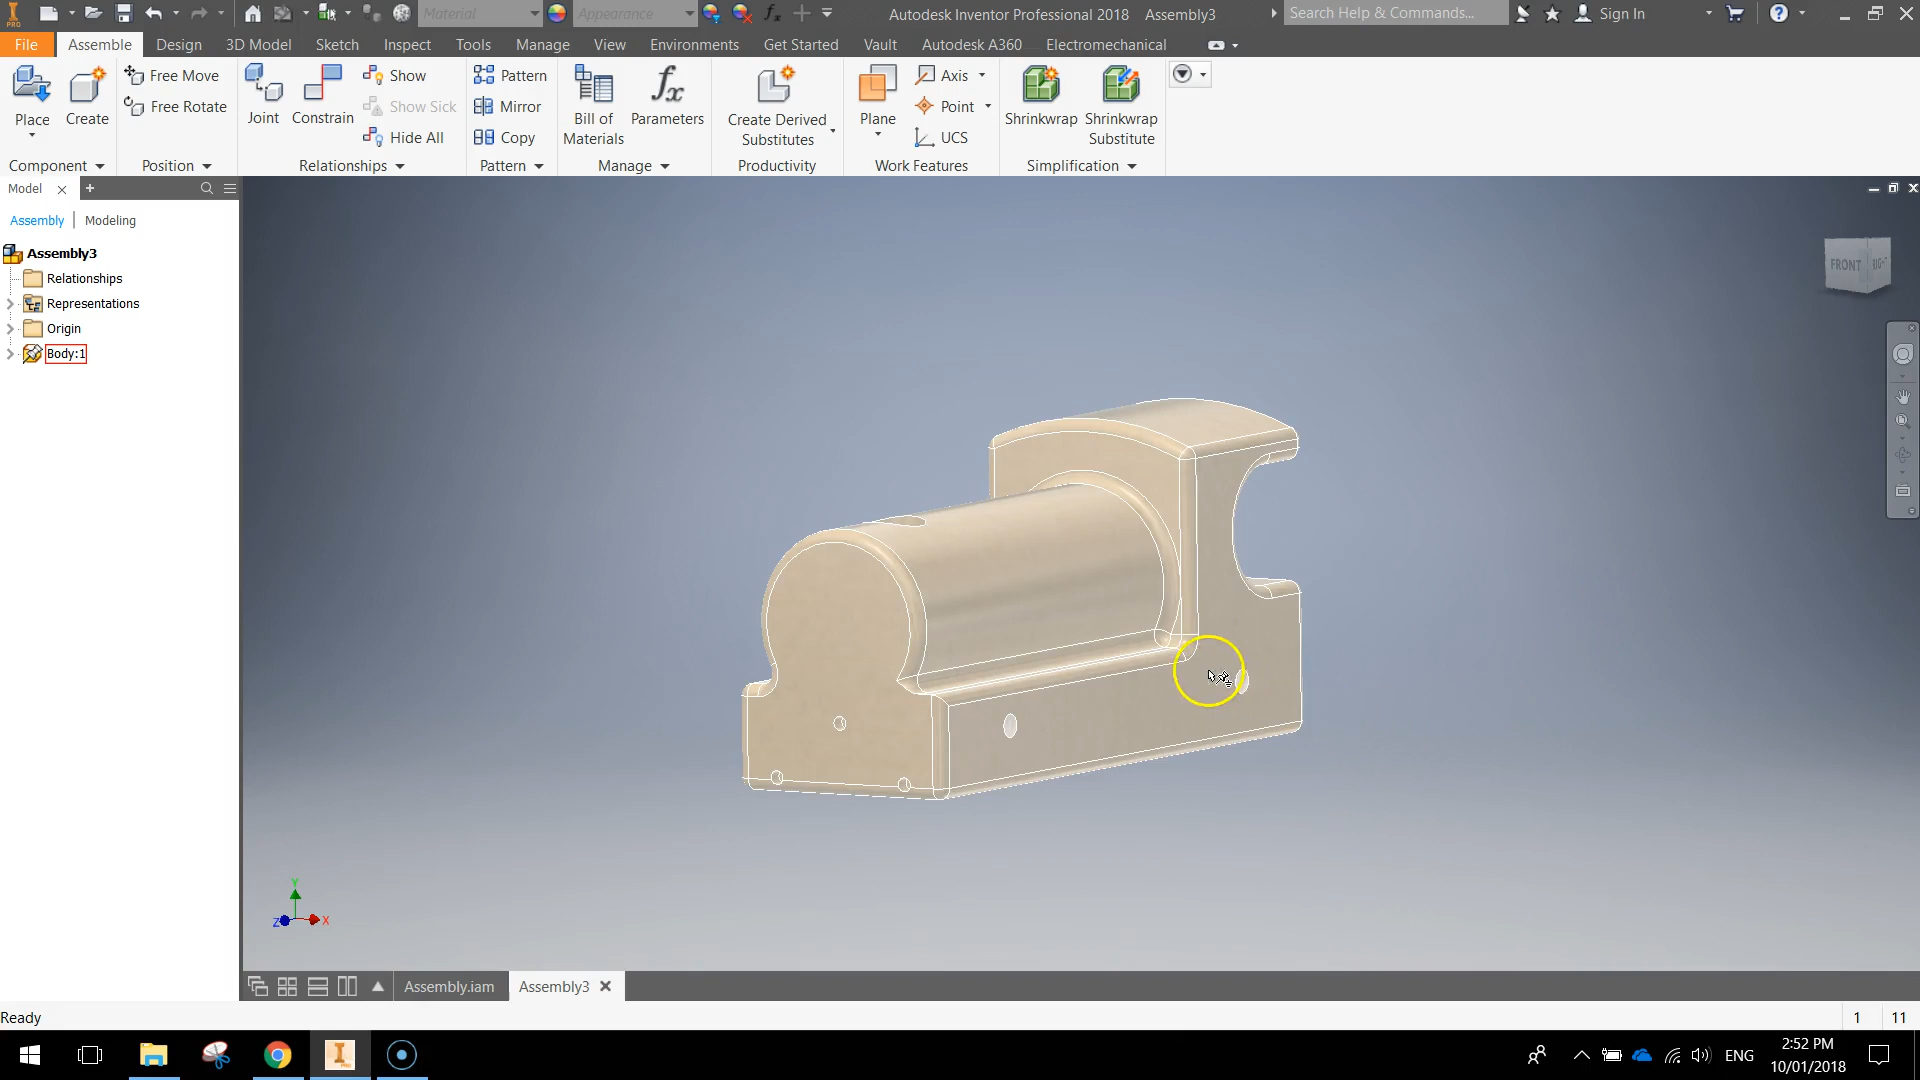 PRO Material Appearance Autodesk Inventor Professional 2018 Assembly3 Search Help & Commands... Sign In
File Assemble Design 3D Model Sketch Inspect Tools Manage View Environments Get Started Vault Autodesk A360 Electromechanical
Place Create Free Move Free Rotate Joint Constrain Show Show Sick Hide All Pattern Mirror Copy Bill of Materials fx Parameters Create Derived Substitutes Plane Axis Point UCS Shrinkwrap Shrinkwrap Substitute
Component Position Relationships Pattern Manage Productivity Work Features Simplification
Model
Assembly Modeling
Assembly3
Relationships
Representations
Origin
Body:1
FRONT RIGHT
Y
Z X
Assembly.iam Assembly3
Ready 1 11
ENG 2:52 PM
10/01/2018